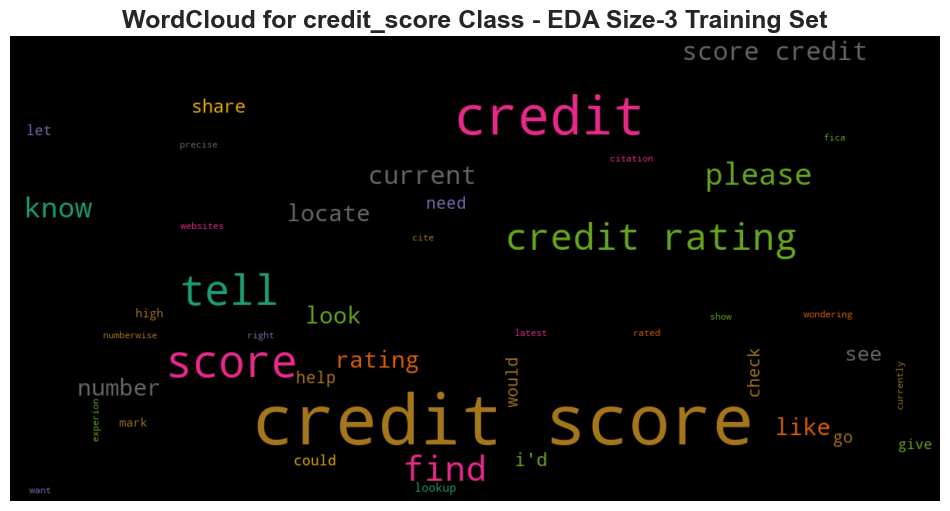 WordCloud for credit_score Class - EDA Size-3 Training Set
score credit
share
credit
let
fica
precise
citation
current
please
know
need
locate
websites
cite
credit rating
tell
high
look
show
wondering
numberwise
right
latest
rated
score
rating
see
check
would
help
number
currently
experion
mark
credit score
like
go
give
could
find
i'd
lookup
want